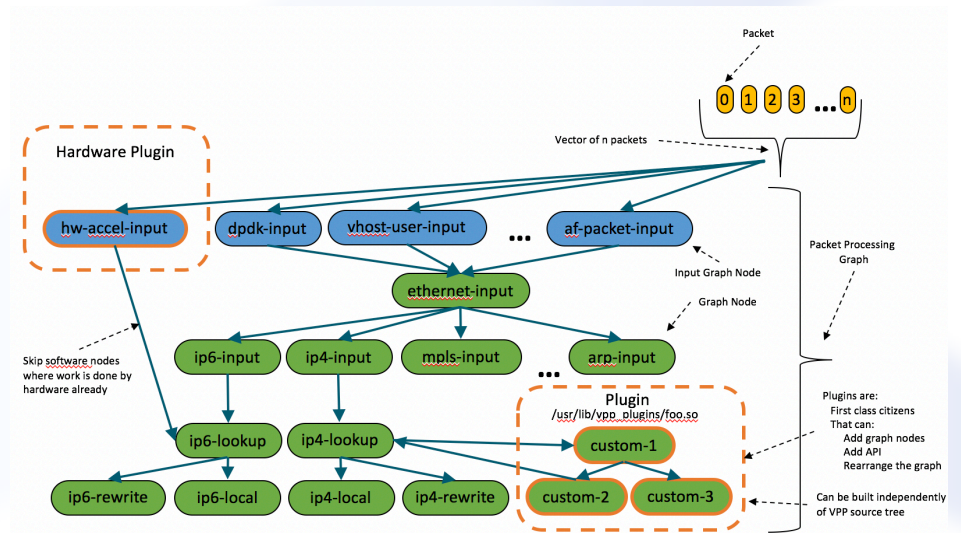 Packet
0 1 2 3 ... n
Vector of n packets
Hardware Plugin
hw-accel-input
dpdk-input
vhost-user-input
...
af-packet-input
Input Graph Node
Packet Processing
Graph
ethernet-input
Graph Node
Skip software nodes
where work is done by
hardware already
ip6-input
ip4-input
mpls-input
...
arp-input
Plugin
/usr/lib/vpp_plugins/foo.so
ip6-lookup
ip4-lookup
custom-1
ip6-rewrite
ip6-local
ip4-local
ip4-rewrite
custom-2
custom-3
Plugins are:
First class citizens
That can:
Add graph nodes
Add API
Rearrange the graph
Can be built independently
of VPP source tree